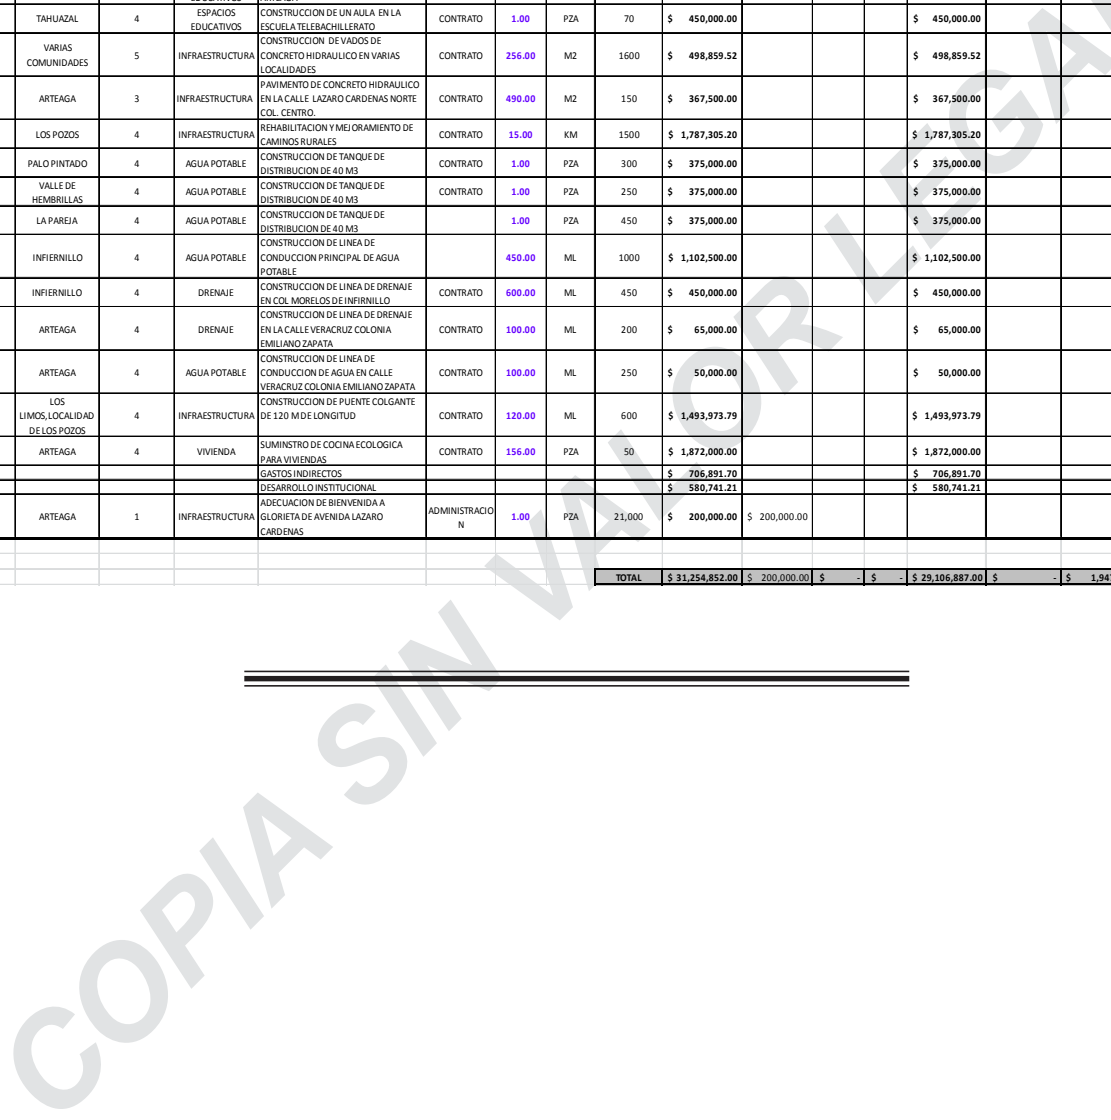 TAHUAZAL 4 ESPACIOS EDUCATIVOS CONSTRUCCION DE UN AULA EN LA ESCUELA TELEBACHILLERATO CONTRATO 1.00 PZA 70 $ 450,000.00 $ 450,000.00
VARIAS COMUNIDADES 5 INFRAESTRUCTURA CONSTRUCCION DE VADOS DE CONCRETO HIDRAULICO EN VARIAS LOCALIDADES CONTRATO 256.00 M2 1600 $ 498,859.52 $ 498,859.52
ARTEAGA 3 INFRAESTRUCTURA PAVIMENTO DE CONCRETO HIDRAULICO EN LA CALLE LAZARO CARDENAS NORTE COL. CENTRO. CONTRATO 490.00 M2 150 $ 367,500.00 $ 367,500.00
LOS POZOS 4 INFRAESTRUCTURA REHABILITACION Y MEJORAMIENTO DE CAMINOS RURALES CONTRATO 15.00 KM 1500 $ 1,787,305.20 $ 1,787,305.20
PALO PINTADO 4 AGUA POTABLE CONSTRUCCION DE TANQUE DE DISTRIBUCION DE 40 M3 CONTRATO 1.00 PZA 300 $ 375,000.00 $ 375,000.00
VALLE DE HEMBRILLAS 4 AGUA POTABLE CONSTRUCCION DE TANQUE DE DISTRIBUCION DE 40 M3 CONTRATO 1.00 PZA 250 $ 375,000.00 $ 375,000.00
LA PAREJA 4 AGUA POTABLE CONSTRUCCION DE TANQUE DE DISTRIBUCION DE 40 M3 1.00 PZA 450 $ 375,000.00 $ 375,000.00
INFIERNILLO 4 AGUA POTABLE CONSTRUCCION DE LINEA DE CONDUCCION PRINCIPAL DE AGUA POTABLE 450.00 ML 1000 $ 1,102,500.00 $ 1,102,500.00
INFIERNILLO 4 DRENAJE CONSTRUCCION DE LINEA DE DRENAJE EN COL MORELOS DE INFIRNILLO CONTRATO 600.00 ML 450 $ 450,000.00 $ 450,000.00
ARTEAGA 4 DRENAJE CONSTRUCCION DE LINEA DE DRENAJE EN LA CALLE VERACRUZ COLONIA EMILIANO ZAPATA CONTRATO 100.00 ML 200 $ 65,000.00 $ 65,000.00
ARTEAGA 4 AGUA POTABLE CONSTRUCCION DE LINEA DE CONDUCCION DE AGUA EN CALLE VERACRUZ COLONIA EMILIANO ZAPATA CONTRATO 100.00 ML 250 $ 50,000.00 $ 50,000.00
LOS LIMOS,LOCALIDAD DE LOS POZOS 4 INFRAESTRUCTURA CONSTRUCCION DE PUENTE COLGANTE DE 120 M DE LONGITUD CONTRATO 120.00 ML 600 $ 1,493,973.79 $ 1,493,973.79
ARTEAGA 4 VIVIENDA SUMINSTRO DE COCINA ECOLOGICA PARA VIVIENDAS CONTRATO 156.00 PZA 50 $ 1,872,000.00 $ 1,872,000.00
GASTOS INDIRECTOS $ 706,891.70 $ 706,891.70
DESARROLLO INSTITUCIONAL $ 580,741.21 $ 580,741.21
ARTEAGA 1 INFRAESTRUCTURA ADECUACION DE BIENVENIDA A GLORIETA DE AVENIDA LAZARO CARDENAS ADMINISTRACION 1.00 PZA 21,000 $ 200,000.00 $ 200,000.00
TOTAL $ 31,254,852.00 $ 200,000.00 $ - $ - $ 29,106,887.00 $ - $
COPIA SIN VALOR LEGA